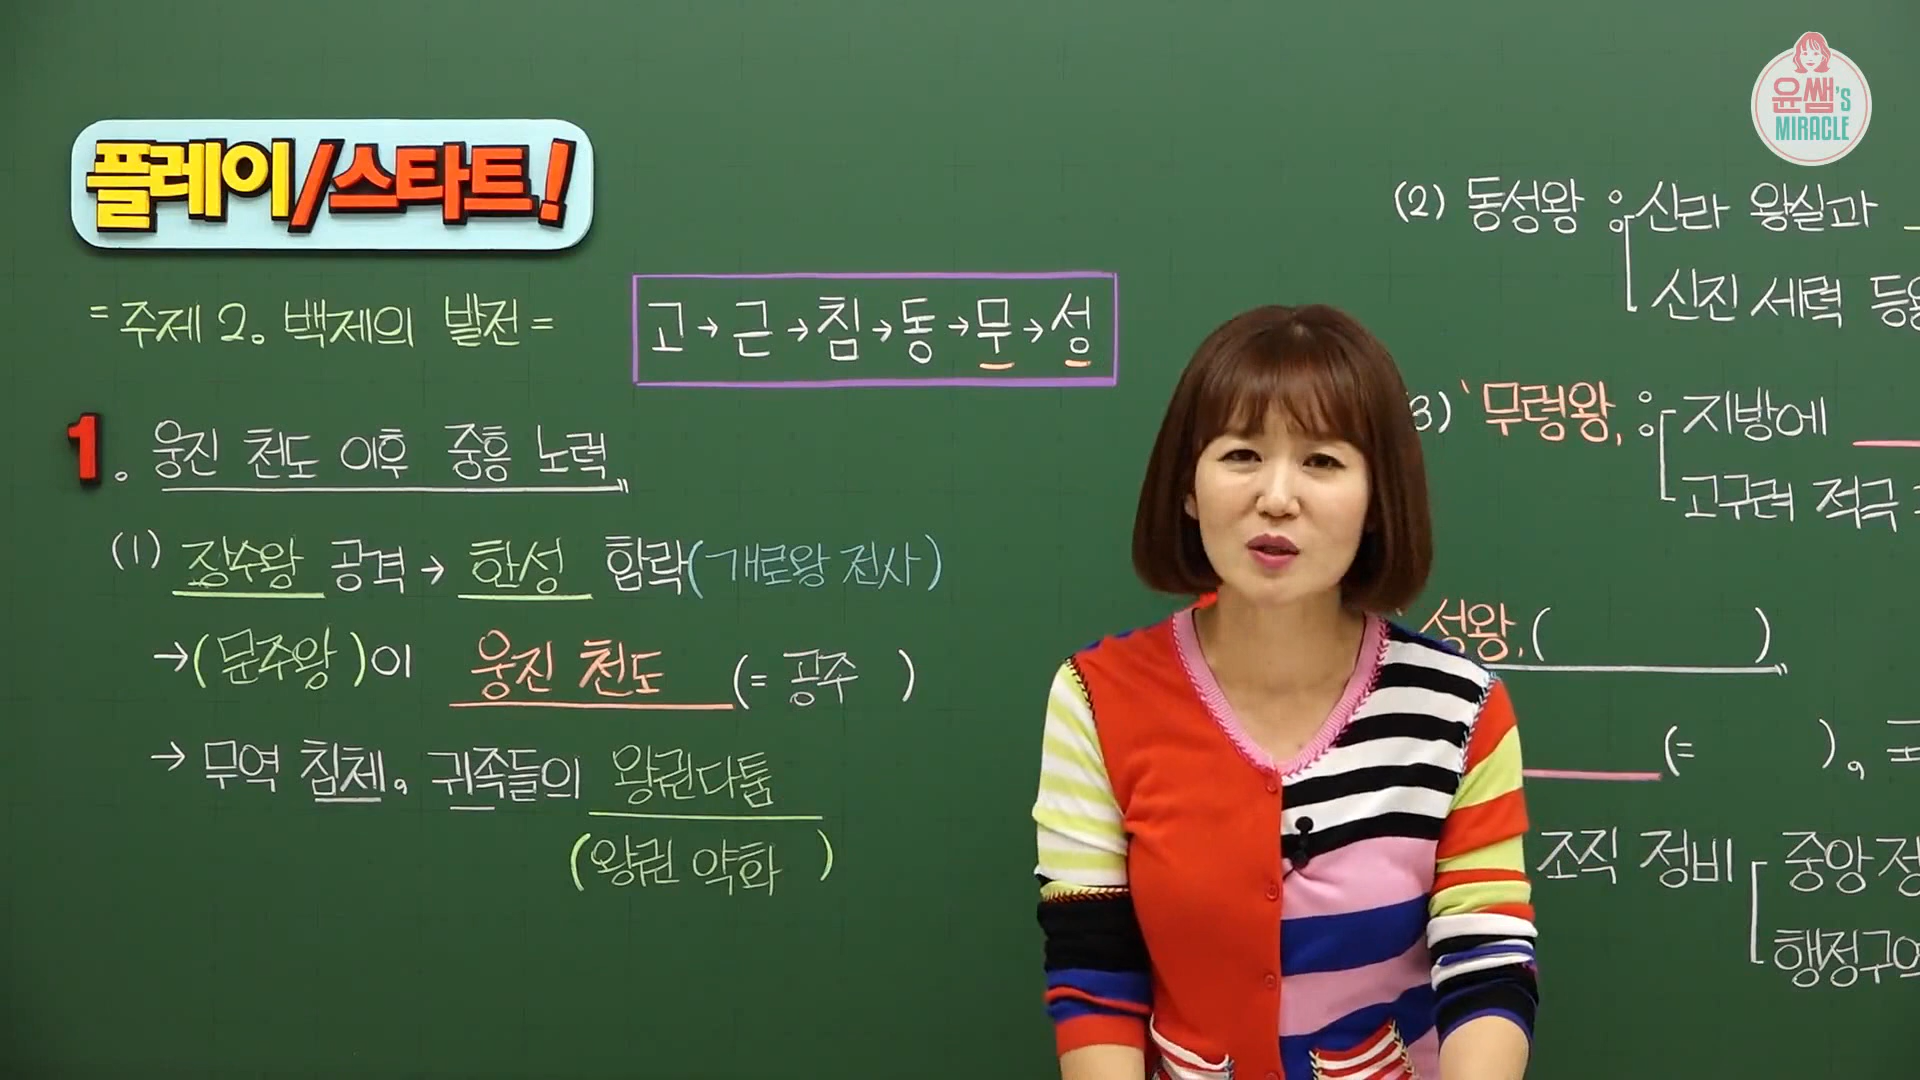 윤쌤's
MIRACLE
플레이/스타트!
= 주제 2. 백제의 발전 =
고→근→침→동→무→성
1. 웅진 천도 이후 중흥 노력
(1) 장수왕 공격 → 한성 함락(개로왕 전사)
→(문주왕)이 웅진 천도 (= 공주 )
→ 무역 침체. 귀족들의 왕권다툼
(왕권 약화 )
(2) 동성왕 : 신라 왕실과
신진 세력 등용
3) '무령왕, : 지방에
고구려 적극
성왕, ( )
(= ),
조직 정비 중앙정
행정구역